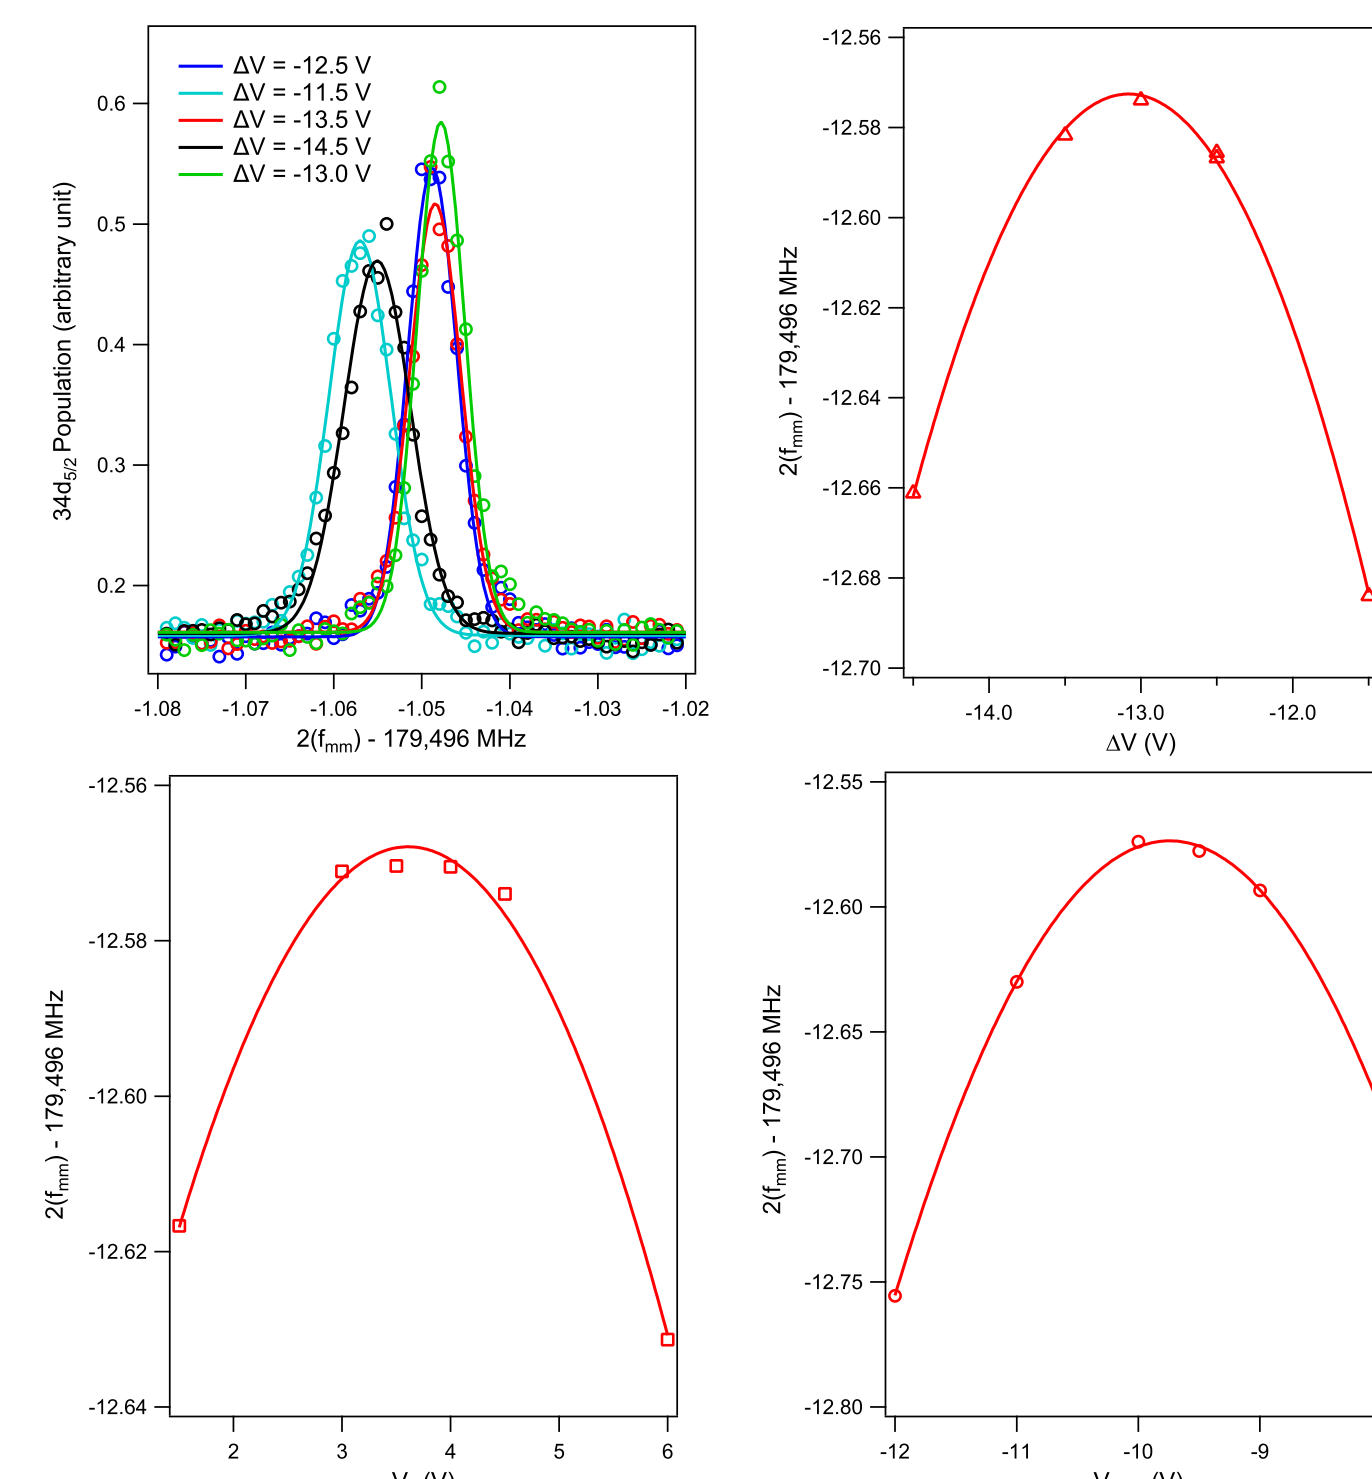 ΔV = -12.5 V
ΔV = -11.5 V
ΔV = -13.5 V
ΔV = -14.5 V
ΔV = -13.0 V
0.6
0.5
0.4
0.3
0.2
34d5/2 Population (arbitrary unit)
-1.08 -1.07 -1.06 -1.05 -1.04 -1.03 -1.02
2(fmm) - 179,496 MHz
-12.56
-12.58
-12.60
-12.62
-12.64
-12.66
-12.68
-12.70
2(fmm) - 179,496 MHz
-14.0 -13.0 -12.0
ΔV (V)
-12.56
-12.58
-12.60
-12.62
-12.64
2(fmm) - 179,496 MHz
2 3 4 5 6
-12.55
-12.60
-12.65
-12.70
-12.75
-12.80
2(fmm) - 179,496 MHz
-12 -11 -10 -9